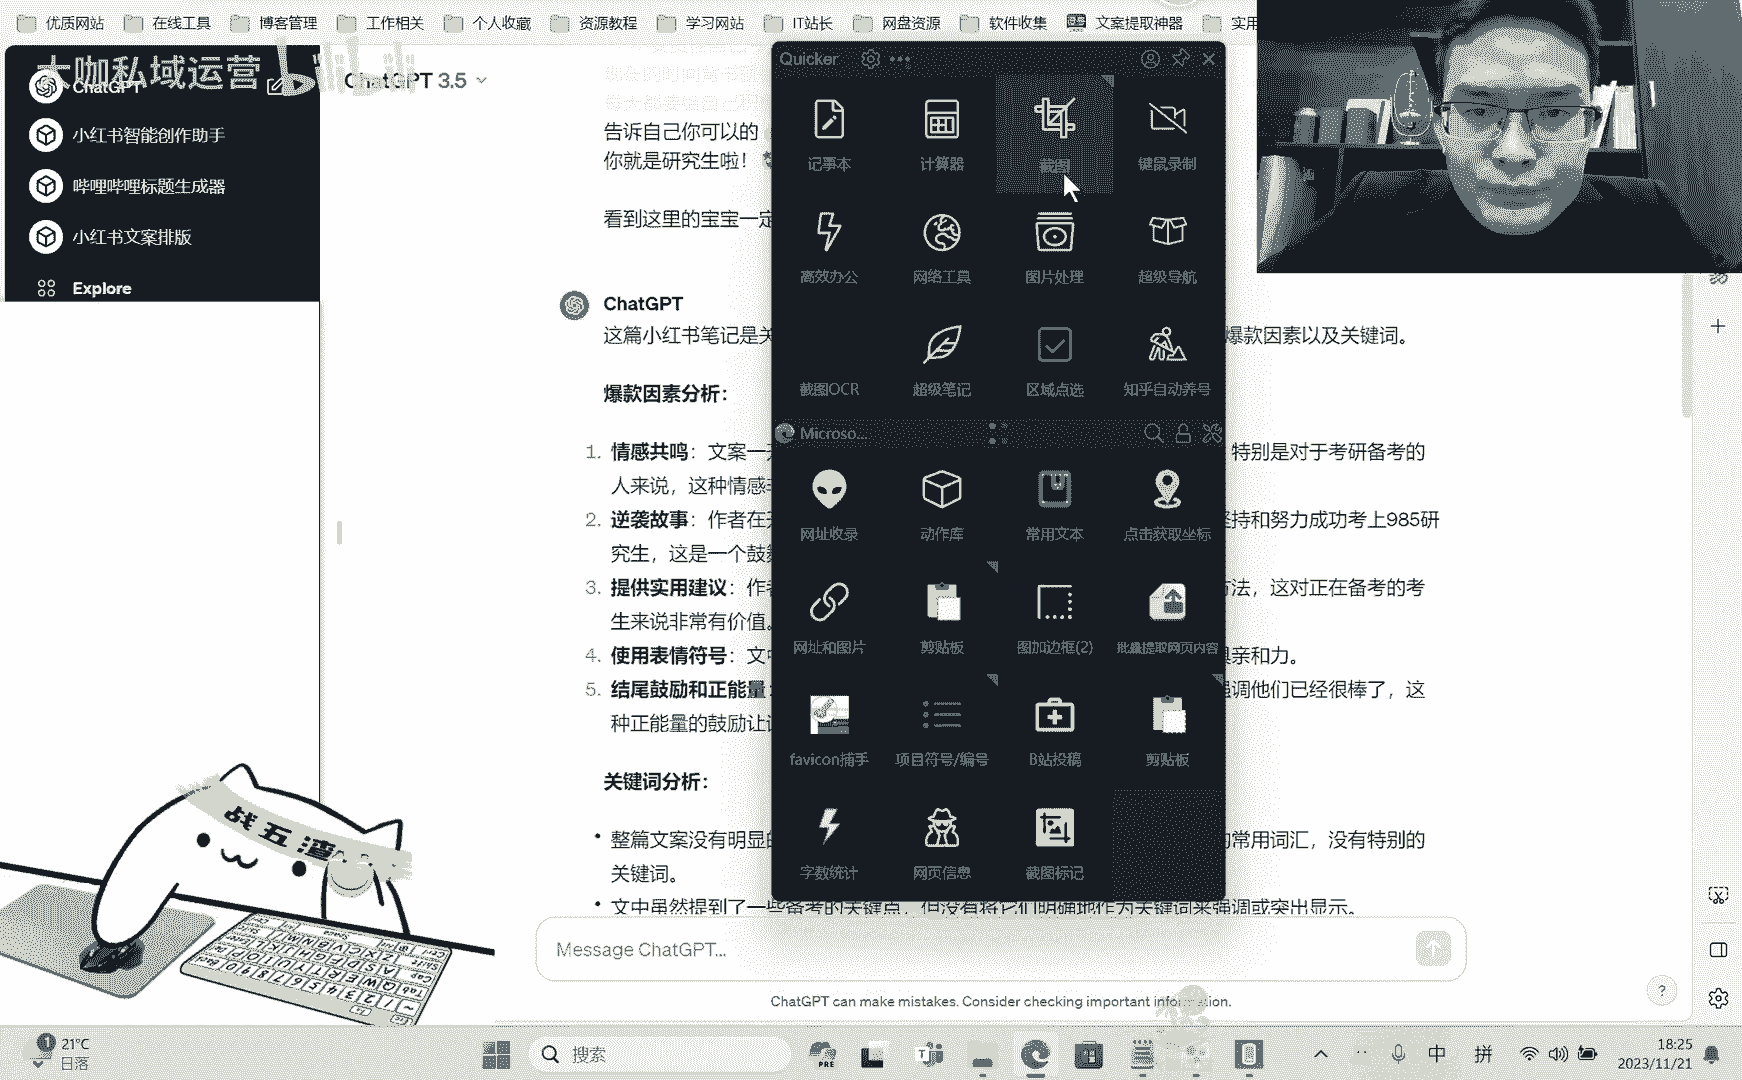 优质网站 在线工具 博客管理 工作相关 个人收藏 资源教程 学习网站 IT站长 网盘资源 软件收集 文案提取神器 实用
大咖私域运营 bilibili
ChatGPT
ChatGPT 3.5
小红书智能创作助手
哔哩哔哩标题生成器
小红书文案排版
Explore
告诉自己你可以的
你就是研究生啦！
看到这里的宝宝一定
ChatGPT
这篇小红书笔记是关 爆款因素以及关键词。
爆款因素分析：
1. 情感共鸣：文案一 特别是对于考研备考的
人来说，这种情感
2. 逆袭故事：作者在 坚持和努力成功考上985研
究生，这是一个鼓
3. 提供实用建议：作 法，这对正在备考的考
生来说非常有价值。
4. 使用表情符号：文 亲和力。
5. 结尾鼓励和正能量： 强调他们已经很棒了，这
种正能量的鼓励让
关键词分析：
• 整篇文案没有明显 的常用词汇，没有特别的
关键词。
• 文中虽然提到了一些备考的关键点，但没有将它们明确地作为关键词来强调或突出显示。
Quicker
记事本 计算器 截图 键鼠录制
高效办公 网络工具 图片处理 超级导航
截图OCR 超级笔记 区域点选 知乎自动养号
Microso...
网址收录 动作库 常用文本 点击获取坐标
网址和图片 剪贴板 图加边框(2) 批量提取网页内容
favicon捕手 项目符号/编号 B站投稿 剪贴板
字数统计 网页信息 截图标记
战五渣
Message ChatGPT...
ChatGPT can make mistakes. Consider checking important information.
?
1 21°C
日落
搜索
PRE
中 拼
18:25
2023/11/21